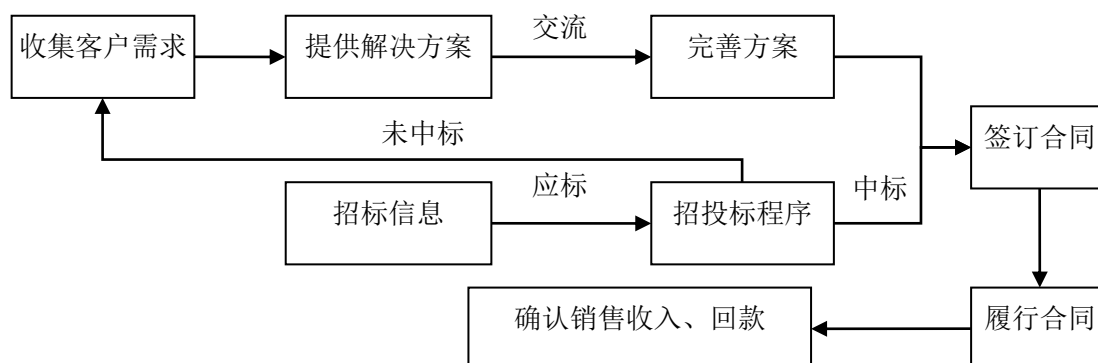 收集客户需求
提供解决方案
交流
完善方案
未中标
签订合同
招标信息
应标
招投标程序
中标
确认销售收入、回款
履行合同